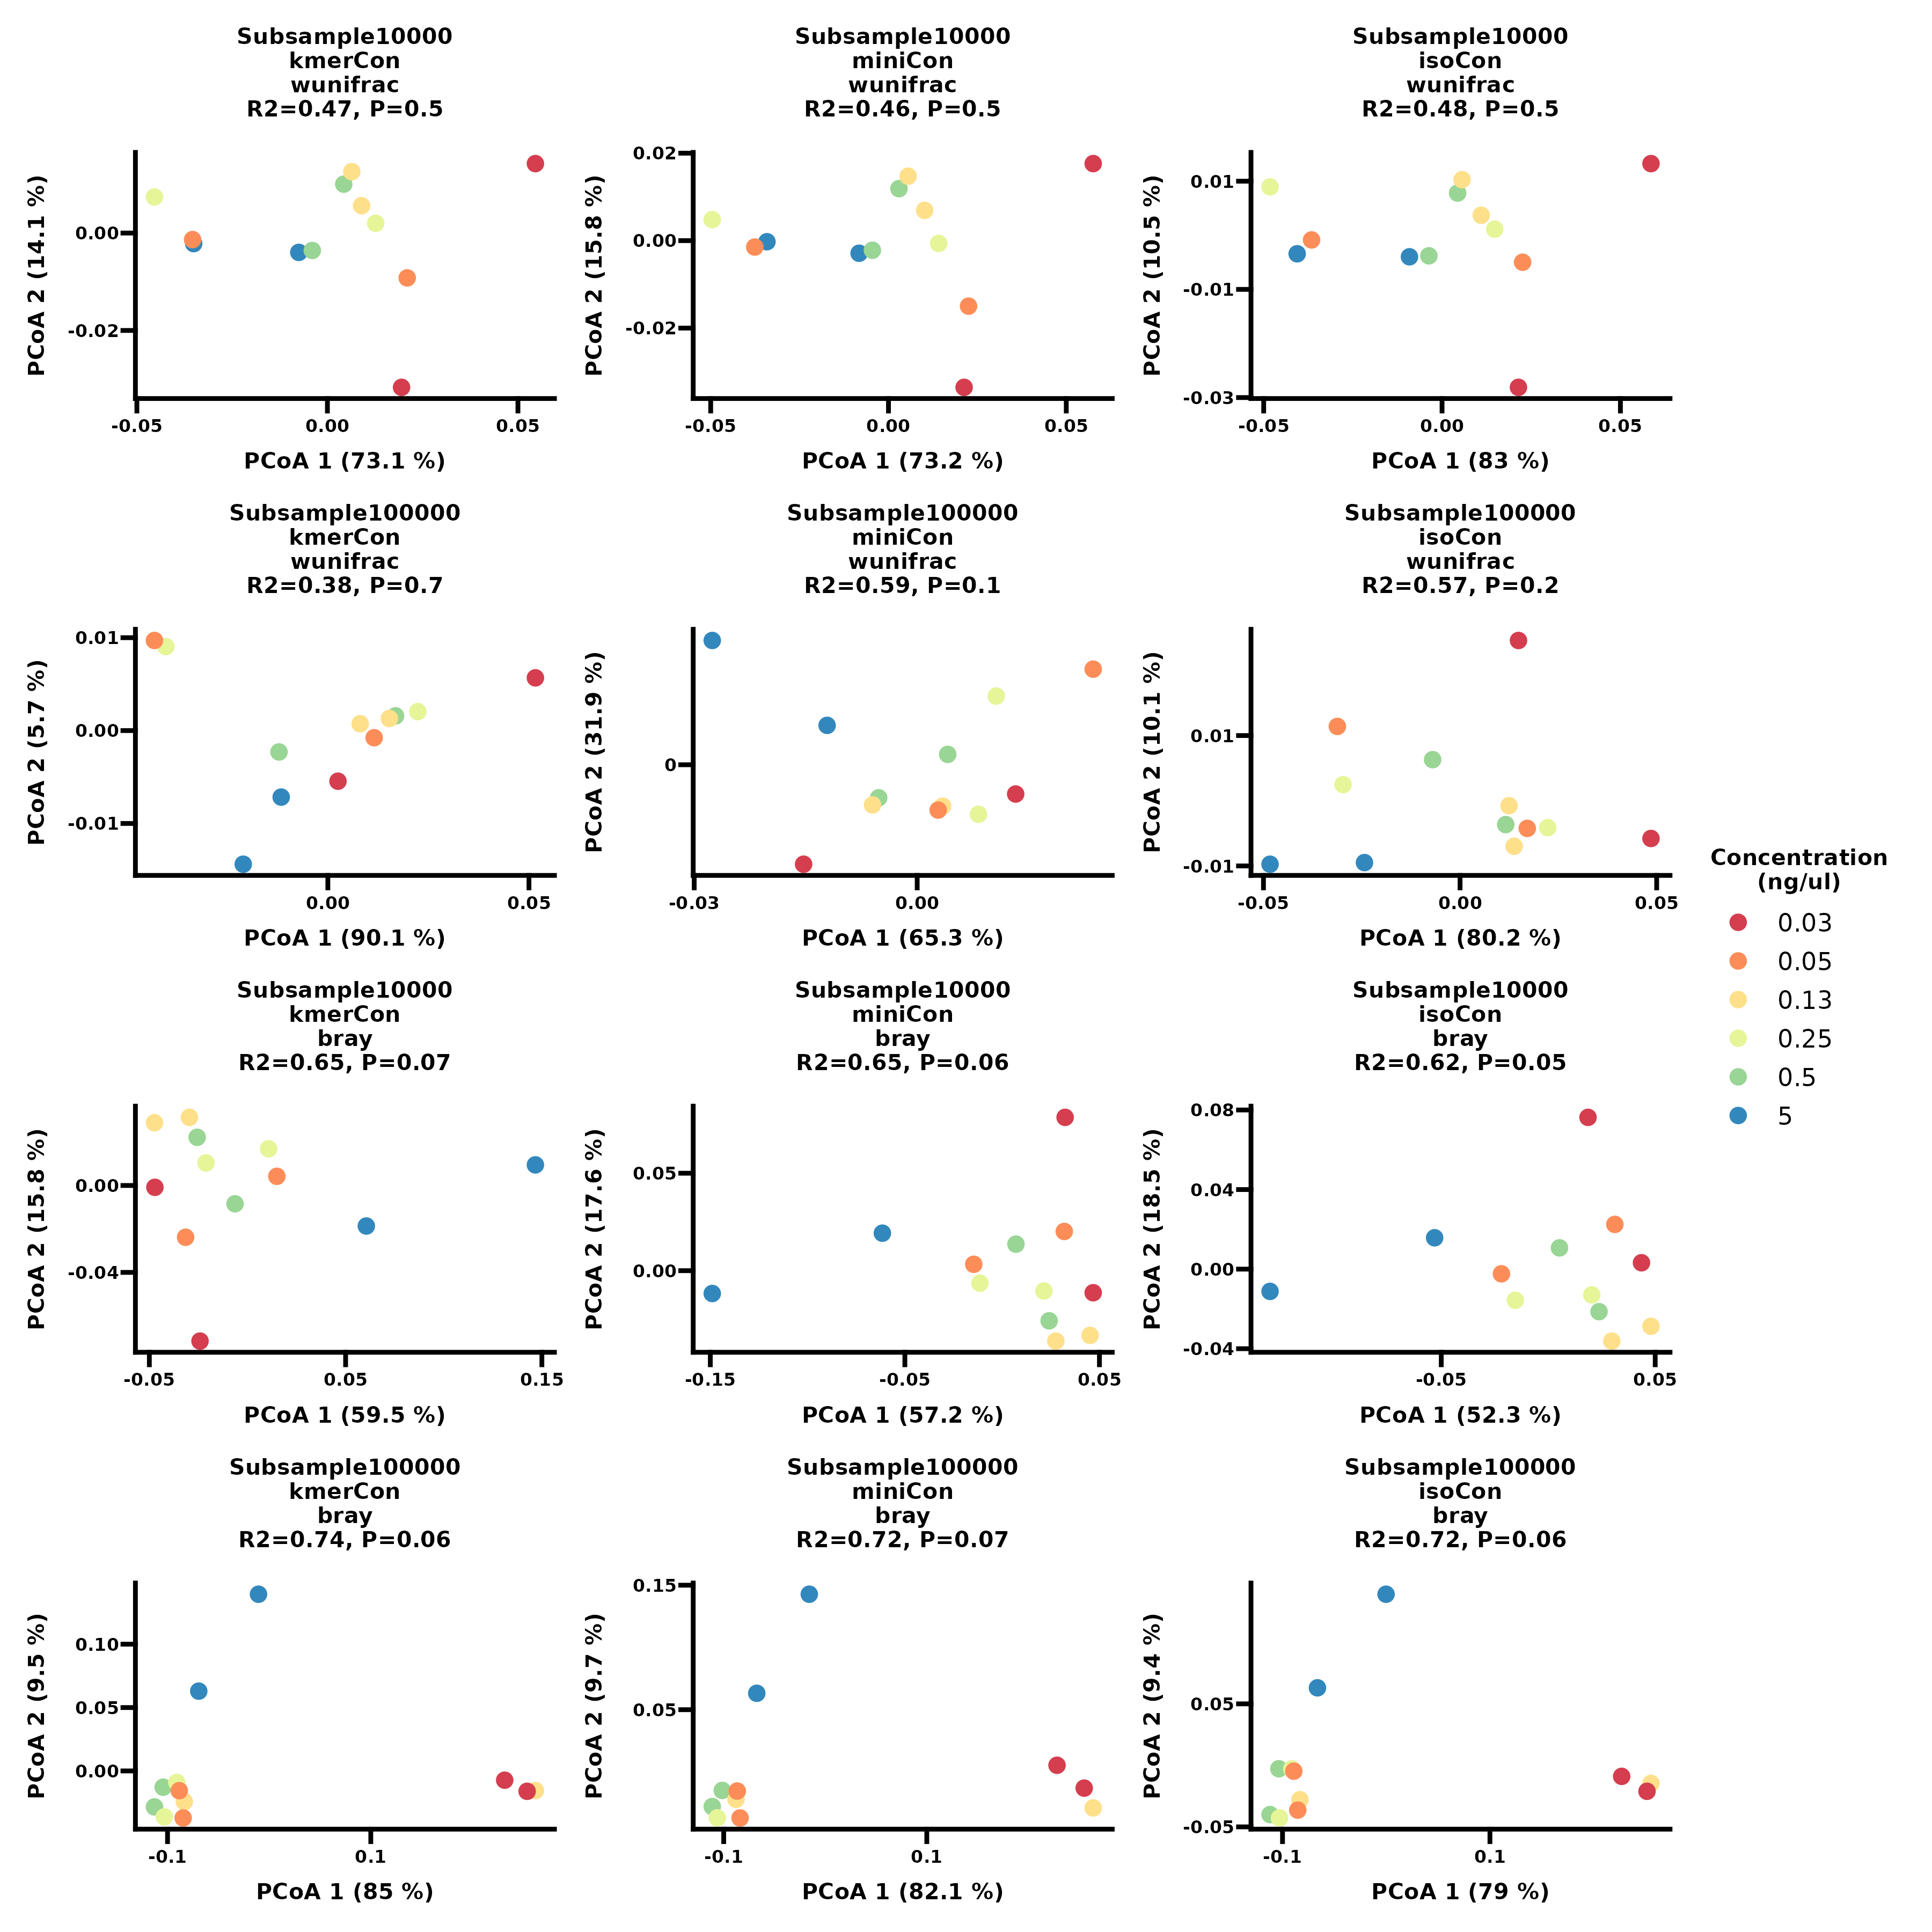 Subsample10000
kmerCon
wunifrac
R2=0.47, P=0.5
PCoA 2 (14.1 %)
0.00
-0.02
-0.05
0.00
0.05
PCoA 1 (73.1 %)
Subsample10000
miniCon
wunifrac
R2=0.46, P=0.5
PCoA 2 (15.8 %)
0.02
0.00
-0.02
-0.05
0.00
0.05
PCoA 1 (73.2 %)
Subsample10000
isoCon
wunifrac
R2=0.48, P=0.5
PCoA 2 (10.5 %)
0.01
-0.01
-0.03
-0.05
0.00
0.05
PCoA 1 (83 %)
Subsample100000
kmerCon
wunifrac
R2=0.38, P=0.7
PCoA 2 (5.7 %)
0.01
0.00
-0.01
0.00
0.05
PCoA 1 (90.1 %)
Subsample100000
miniCon
wunifrac
R2=0.59, P=0.1
PCoA 2 (31.9 %)
0
-0.03
0.00
PCoA 1 (65.3 %)
Subsample100000
isoCon
wunifrac
R2=0.57, P=0.2
PCoA 2 (10.1 %)
0.01
-0.01
-0.05
0.00
0.05
PCoA 1 (80.2 %)
Concentration
(ng/ul)
0.03
0.05
0.13
0.25
0.5
5
Subsample10000
kmerCon
bray
R2=0.65, P=0.07
PCoA 2 (15.8 %)
0.00
-0.04
-0.05
0.05
0.15
PCoA 1 (59.5 %)
Subsample10000
miniCon
bray
R2=0.65, P=0.06
PCoA 2 (17.6 %)
0.05
0.00
-0.15
-0.05
0.05
PCoA 1 (57.2 %)
Subsample10000
isoCon
bray
R2=0.62, P=0.05
PCoA 2 (18.5 %)
0.08
0.04
0.00
-0.04
-0.05
0.05
PCoA 1 (52.3 %)
Subsample100000
kmerCon
bray
R2=0.74, P=0.06
PCoA 2 (9.5 %)
0.10
0.05
0.00
-0.1
0.1
PCoA 1 (85 %)
Subsample100000
miniCon
bray
R2=0.72, P=0.07
PCoA 2 (9.7 %)
0.15
0.05
-0.1
0.1
PCoA 1 (82.1 %)
Subsample100000
isoCon
bray
R2=0.72, P=0.06
PCoA 2 (9.4 %)
0.05
-0.05
-0.1
0.1
PCoA 1 (79 %)